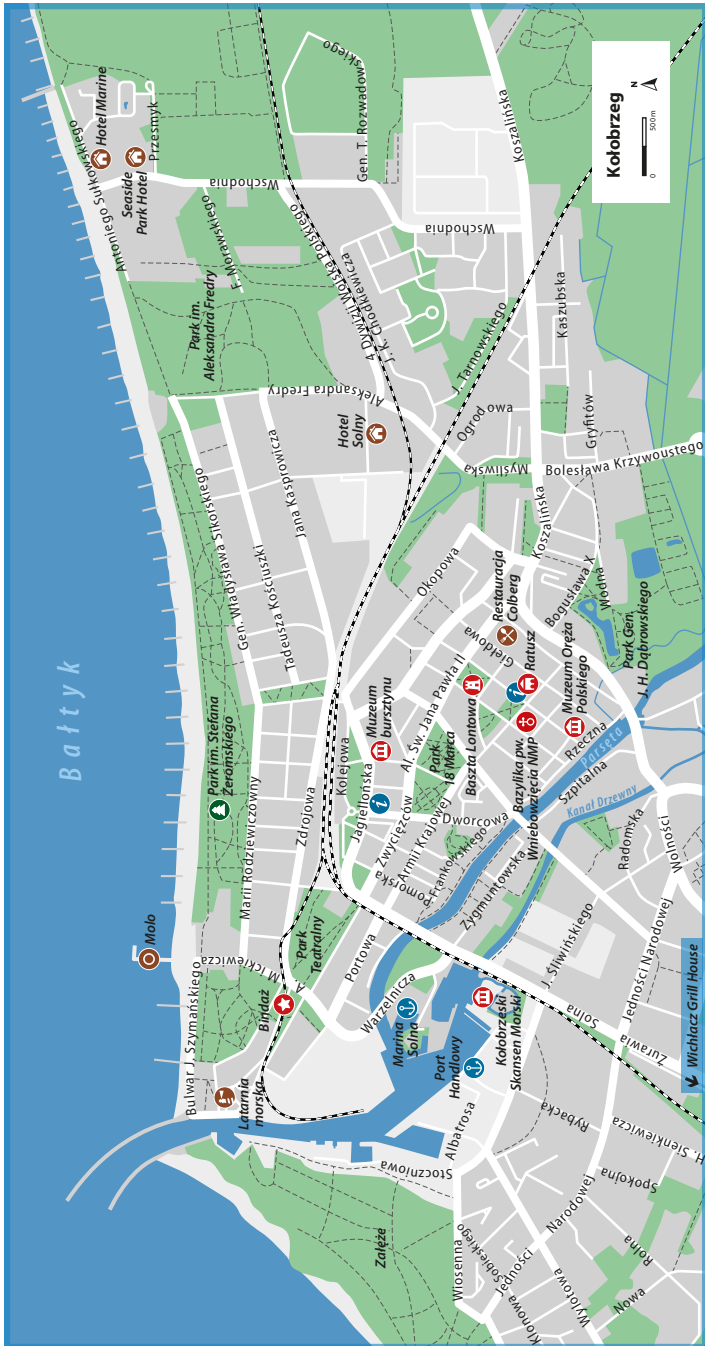 Bałtyk
Molo
Bulwar J. Szymańskiego
Latarnia
morska
Bindaż
A. Mickiewicza
Park
Teatralny
Marii Rodziewiczówny
Park im. Stefana
Żeromskiego
Zdrojowa
Gen. Władysława Sikorskiego
Tadeusza Kościuszki
Jana Kasprowicza
Aleksandra Fredry
Park im.
Aleksandra Fredry
F. Morawskiego
Antoniego Sułkowskiego
Seaside
Park Hotel
Hotel Marine
Przesmyk
Wschodnia
4 Dywizji Wojska Polskiego
J. K. Chodkiewicza
Gen. T. Rozwadowskiego
Hotel
Solny
Wschodnia
J. Tarnowskiego
Ogrodowa
Myśliwska
Koszalińska
Kaszubska
Gryfitów
Bolesława Krzywoustego
Koszalińska
Kołobrzeg
0
500m
N
Kolejowa
Jagiellońska
Muzeum
bursztynu
Zwycięzców
Armii Krajowej
Al. Św. Jana Pawła II
Park
18 Marca
Okopowa
Giełdowa
Restauracja
Colberg
Baszta Lontowa
Ratusz
Bazylika pw.
Wniebowzięcia NMP
Muzeum Oręża
Polskiego
Bogusława X
Wodna
Park Gen.
J. H. Dąbrowskiego
Rzeczna
Parsęta
Szpitalna
Kanał Drzewny
Dworcowa
Frankowskiego
Pomorska
Portowa
Zygmuntowska
Warzelnicza
Marina
Solna
Port
Handlowy
Kołobrzeski
Skansen Morski
J. Śliwińskiego
Solna
Radomska
Wolności
Jedności Narodowej
Żurawia
Wichłacz Grill House
Albatrosa
Stoczniowa
Załęże
Rybacka
H. Sienkiewicza
Spokojna
Narodowej
Jedności
Sobieskiego
Wiosenna
Klonowa
Wylotowa
Rolna
Nowa